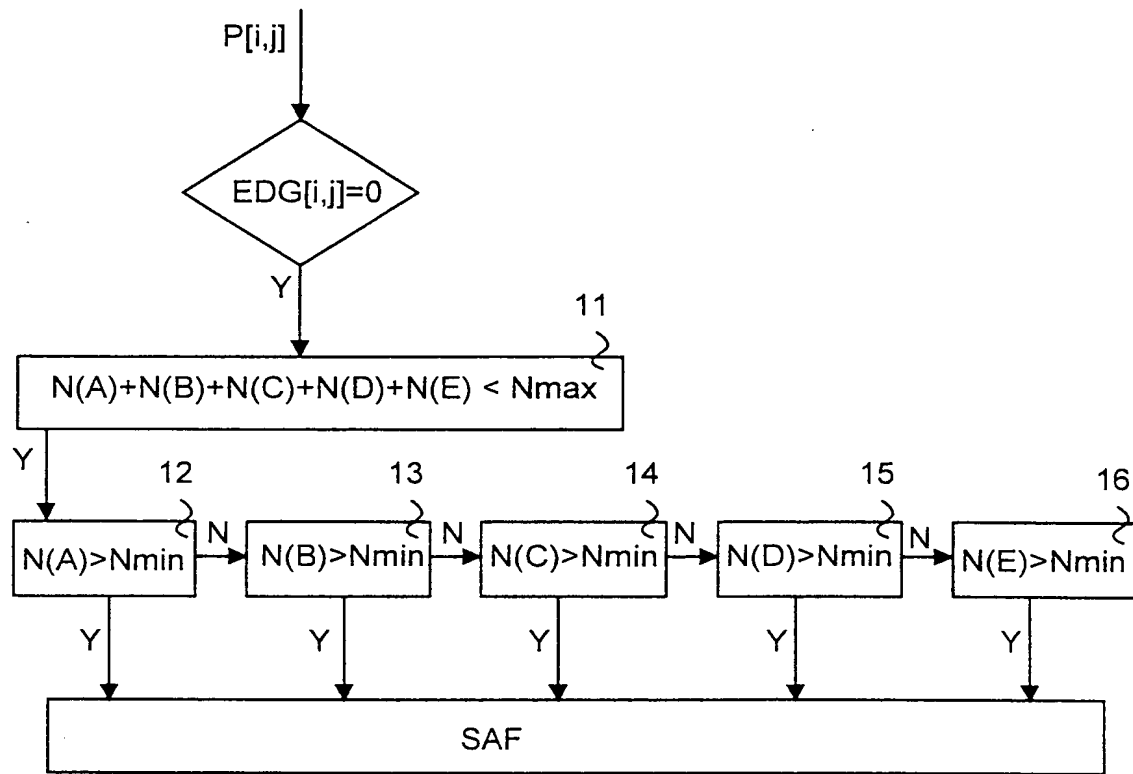 P[i,j]
EDG[i,j]=0
Y
11
N(A)+N(B)+N(C)+N(D)+N(E) < Nmax
Y
12 13 14 15 16
N(A)>Nmin N N(B)>Nmin N N(C)>Nmin N N(D)>Nmin N N(E)>Nmin
Y Y Y Y Y
SAF